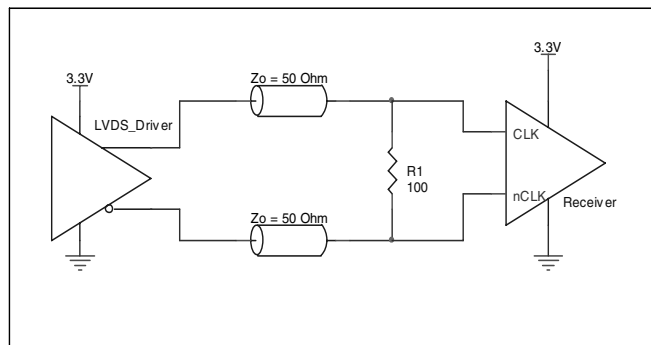 3.3V
Zo = 50 Ohm
3.3V
LVDS_Driver
CLK
R1
100
nCLK
Receiver
Zo = 50 Ohm